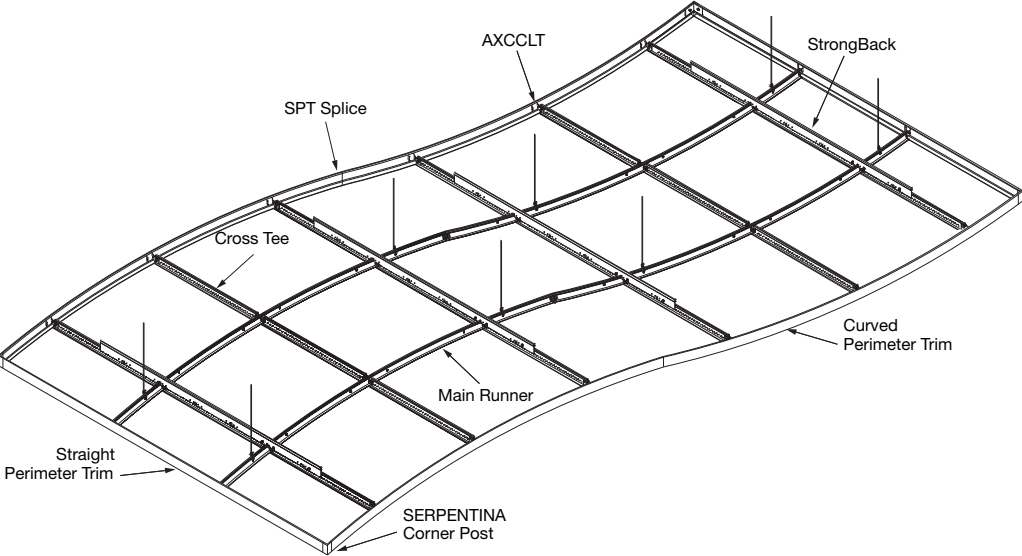 AXCCLT
StrongBack
SPT Splice
Cross Tee
Curved
Perimeter Trim
Main Runner
Straight
Perimeter Trim
SERPENTINA
Corner Post